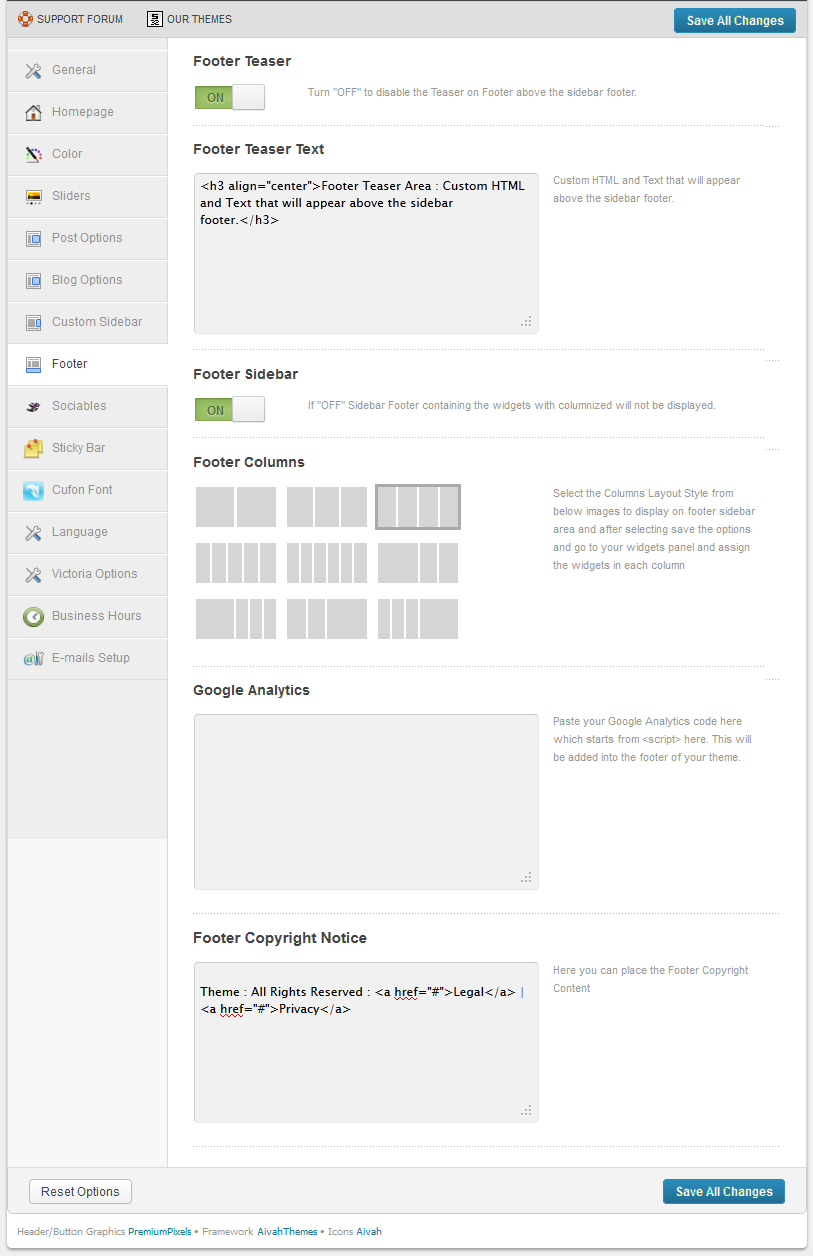 SUPPORT FORUM
OUR THEMES
Save All Changes
General
Homepage
Color
Sliders
Post Options
Blog Options
Custom Sidebar
Footer
Sociables
Sticky Bar
Cufon Font
Language
Victoria Options
Business Hours
E-mails Setup
Footer Teaser
ON
Turn "OFF" to disable the Teaser on Footer above the sidebar footer.
Footer Teaser Text
<h3 align="center">Footer Teaser Area : Custom HTML
and Text that will appear above the sidebar
footer.</h3>
Custom HTML and Text that will appear
above the sidebar footer.
Footer Sidebar
ON
If "OFF" Sidebar Footer containing the widgets with columnized will not be displayed.
Footer Columns
Select the Columns Layout Style from
below images to display on footer sidebar
area and after selecting save the options
and go to your widgets panel and assign
the widgets in each column
Google Analytics
Paste your Google Analytics code here
which starts from <script> here. This will
be added into the footer of your theme.
Footer Copyright Notice
Theme : All Rights Reserved : <a href="#">Legal</a> |
<a href="#">Privacy</a>
Here you can place the Footer Copyright
Content
Reset Options
Save All Changes
Header/Button Graphics PremiumPixels • Framework AivahThemes • Icons Aivah